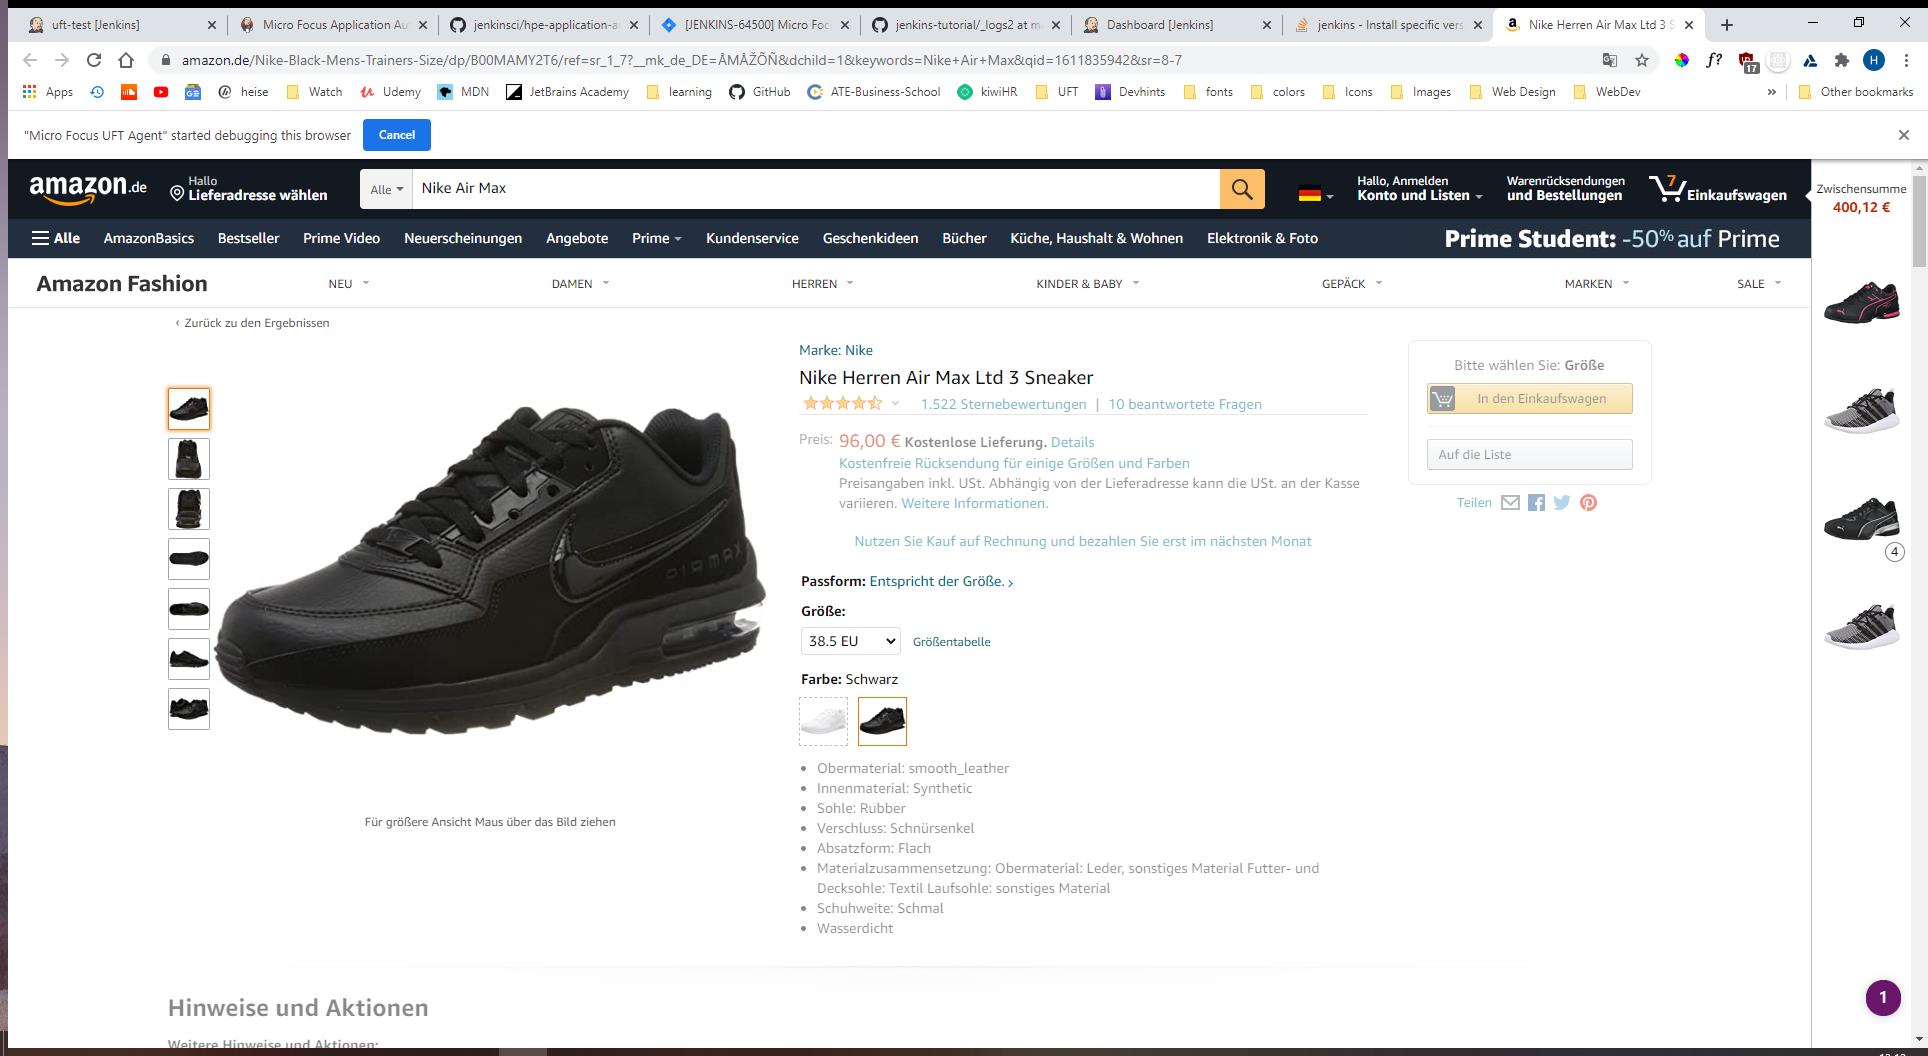 uft-test [Jenkins]
Micro Focus Application Au
jenkinsci/hpe-application-a
[JENKINS-64500] Micro Foc
jenkins-tutorial/_logs2 at m
Dashboard [Jenkins]
jenkins - Install specific vers
Nike Herren Air Max Ltd 3 S
amazon.de/Nike-Black-Mens-Trainers-Size/dp/B00MAMY2T6/ref=sr_1_7?__mk_de_DE=ÅMÅŽÕÑ&dchild=1&keywords=Nike+Air+Max&qid=1611835942&sr=8-7
f?
17
H
Apps
heise
Watch
Udemy
MDN
JetBrains Academy
learning
GitHub
ATE-Business-School
kiwiHR
UFT
Devhints
fonts
colors
Icons
Images
Web Design
WebDev
»
Other bookmarks
"Micro Focus UFT Agent" started debugging this browser
Cancel
amazon.de
Hallo
Lieferadresse wählen
Alle
Nike Air Max
Hallo, Anmelden
Konto und Listen
Warenrücksendungen
und Bestellungen
7
Einkaufswagen
Zwischensumme
400,12 €
Alle
AmazonBasics
Bestseller
Prime Video
Neuerscheinungen
Angebote
Prime
Kundenservice
Geschenkideen
Bücher
Küche, Haushalt & Wohnen
Elektronik & Foto
Prime Student: -50% auf Prime
Amazon Fashion
NEU
DAMEN
HERREN
KINDER & BABY
GEPÄCK
MARKEN
SALE
‹ Zurück zu den Ergebnissen
Marke: Nike
Nike Herren Air Max Ltd 3 Sneaker
1.522 Sternebewertungen | 10 beantwortete Fragen
Preis: 96,00 € Kostenlose Lieferung. Details
Kostenfreie Rücksendung für einige Größen und Farben
Preisangaben inkl. USt. Abhängig von der Lieferadresse kann die USt. an der Kasse
variieren. Weitere Informationen.
Nutzen Sie Kauf auf Rechnung und bezahlen Sie erst im nächsten Monat
Passform: Entspricht der Größe. ›
Größe:
38.5 EU
Größentabelle
Farbe: Schwarz
• Obermaterial: smooth_leather
• Innenmaterial: Synthetic
• Sohle: Rubber
• Verschluss: Schnürsenkel
• Absatzform: Flach
• Materialzusammensetzung: Obermaterial: Leder, sonstiges Material Futter- und
Decksohle: Textil Laufsohle: sonstiges Material
• Schuhweite: Schmal
• Wasserdicht
Bitte wählen Sie: Größe
In den Einkaufswagen
Auf die Liste
Teilen
4
AIR MAX
Für größere Ansicht Maus über das Bild ziehen
Hinweise und Aktionen
Weitere Hinweise und Aktionen:
1